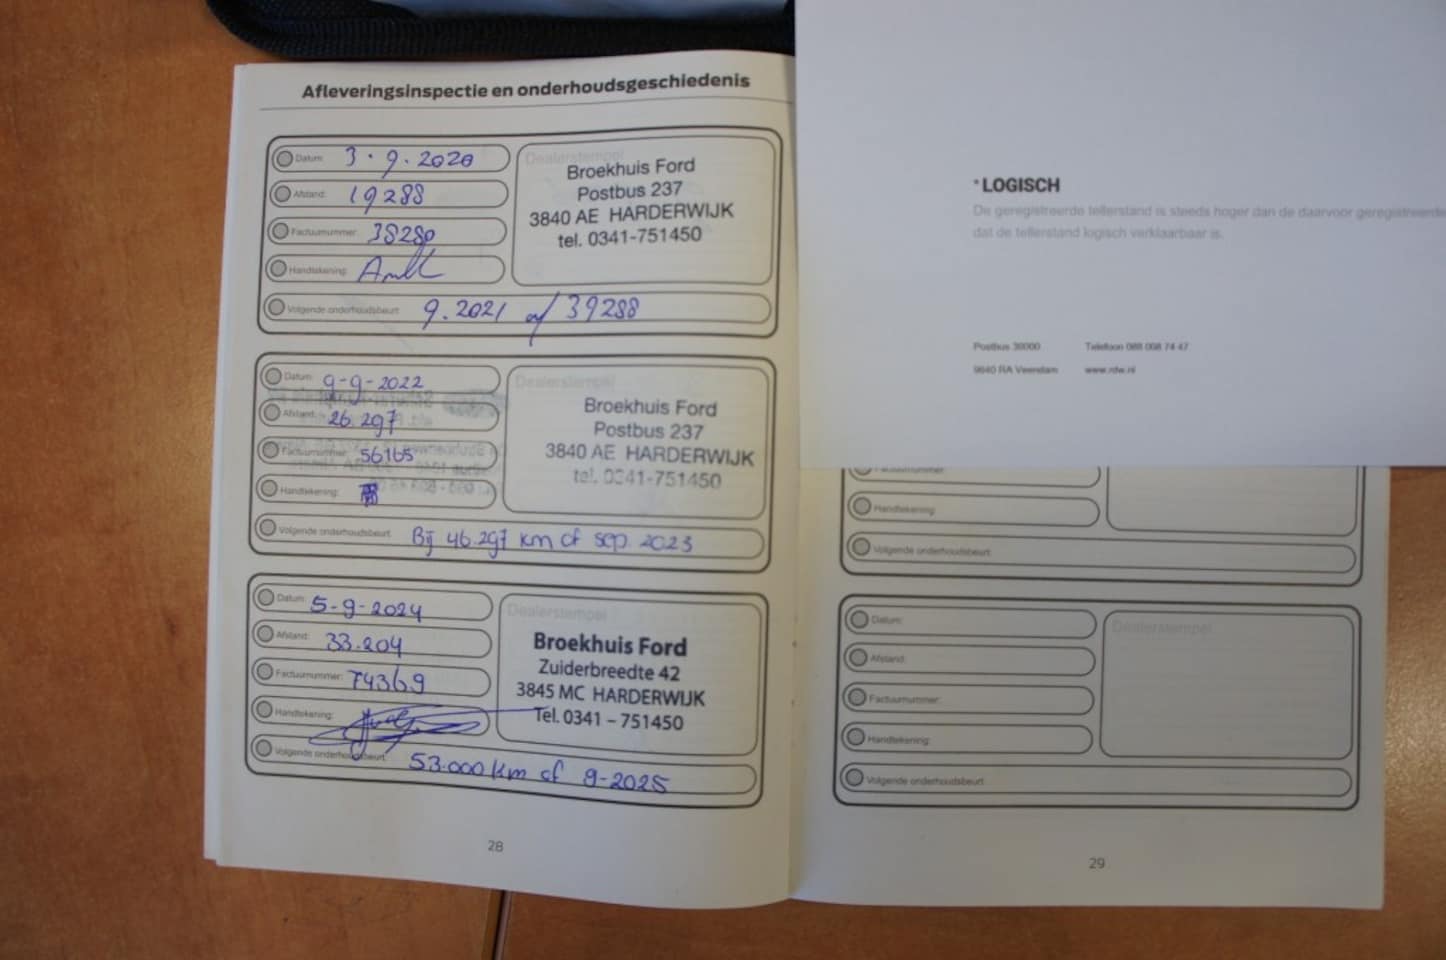 Afleveringsinspectie en onderhoudsgeschiedenis
Datum: 3.9.2020
Afstand: 19288
Factuurnummer: 38280
Handtekening:
Volgende onderhoudsbeurt: 9.2021 of 39288
Dealerstempel
Broekhuis Ford
Postbus 237
3840 AE HARDERWIJK
tel. 0341-751450
Datum: 9-9-2022
Afstand: 26.297
Factuurnummer: 56165
Handtekening:
Volgende onderhoudsbeurt: Bij 46.297 km of sep. 2023
Dealerstempel
Broekhuis Ford
Postbus 237
3840 AE HARDERWIJK
tel. 0341-751450
Datum: 5-9-2024
Afstand: 33.204
Factuurnummer: 74369
Handtekening:
Volgende onderhoudsbeurt: 53.000 km of 9-2025
Dealerstempel
Broekhuis Ford
Zuiderbreedte 42
3845 MC HARDERWIJK
Tel. 0341 – 751450
28
* LOGISCH
De geregistreerde tellerstand is steeds hoger dan de daarvoor geregistreerde
dat de tellerstand logisch verklaarbaar is.
Postbus 30000 Telefoon 088 008 74 47
9640 RA Veendam www.rdw.nl
Factuurnummer:
Handtekening:
Volgende onderhoudsbeurt:
Datum:
Afstand:
Factuurnummer:
Handtekening:
Volgende onderhoudsbeurt:
Dealerstempel
29